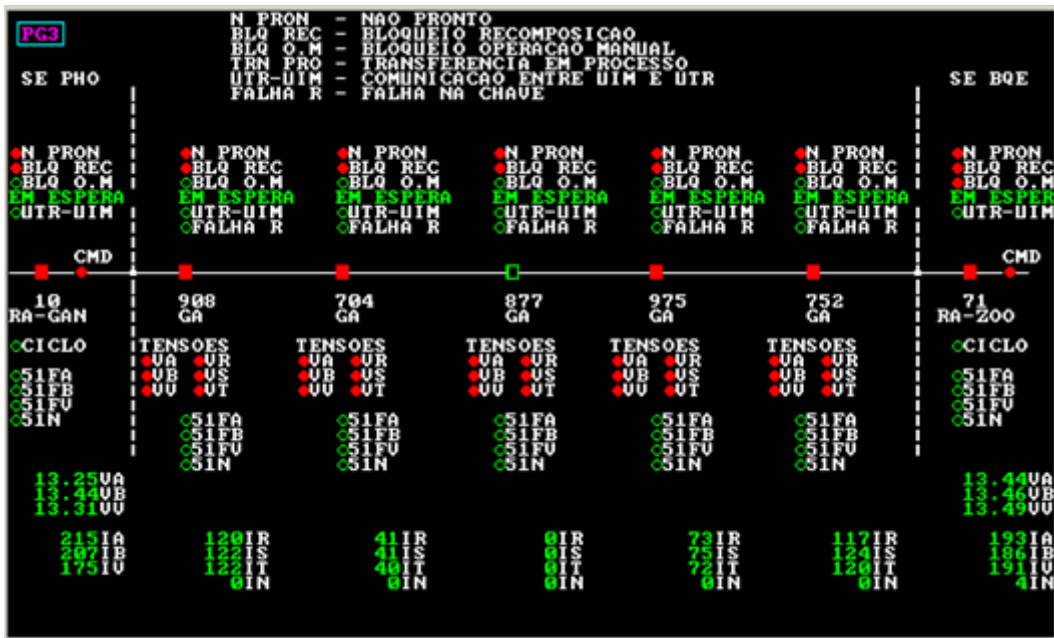 PG3
N PRON - NAO PRONTO
BLQ REC - BLOQUEIO RECOMPOSICAO
BLQ O.M - BLOQUEIO OPERACAO MANUAL
TRN PRO - TRANSFERENCIA EM PROCESSO
UTR-UIM - COMUNICACAO ENTRE UIM E UTR
FALHA R - FALHA NA CHAVE
SE PHO SE BQE
N PRON N PRON N PRON N PRON N PRON N PRON N PRON
BLQ REC BLQ REC BLQ REC BLQ REC BLQ REC BLQ REC BLQ REC
BLQ O.M BLQ O.M BLQ O.M BLQ O.M BLQ O.M BLQ O.M BLQ O.M
EM ESPERA EM ESPERA EM ESPERA EM ESPERA EM ESPERA EM ESPERA EM ESPER
UTR-UIM UTR-UIM UTR-UIM UTR-UIM UTR-UIM UTR-UIM UTR-UIM
FALHA R FALHA R FALHA R FALHA R FALHA R
CMD CMD
10 908 704 877 975 752 71
RA-GAN GA GA GA GA GA RA-ZOO
CICLO TENSOES TENSOES TENSOES TENSOES TENSOES CICLO
VA VR VA VR VA VR VA VR VA VR
51FA VB VS VB VS VB VS VB VS VB VS 51FA
51FB VV VT VV VT VV VT VV VT VV VT 51FB
51FV 51FV
51N 51FA 51FA 51FA 51FA 51FA 51N
51FB 51FB 51FB 51FB 51FB
51FV 51FV 51FV 51FV 51FV
51N 51N 51N 51N 51N
13.25VA 13.44VA
13.44VB 13.46VB
13.31VV 13.49VV
215IA 120IR 41IR 0IR 73IR 117IR 193IA
207IB 122IS 41IS 0IS 75IS 124IS 186IB
175IV 122IT 40IT 0IT 72IT 120IT 191IV
0IN 0IN 0IN 0IN 0IN 4IN